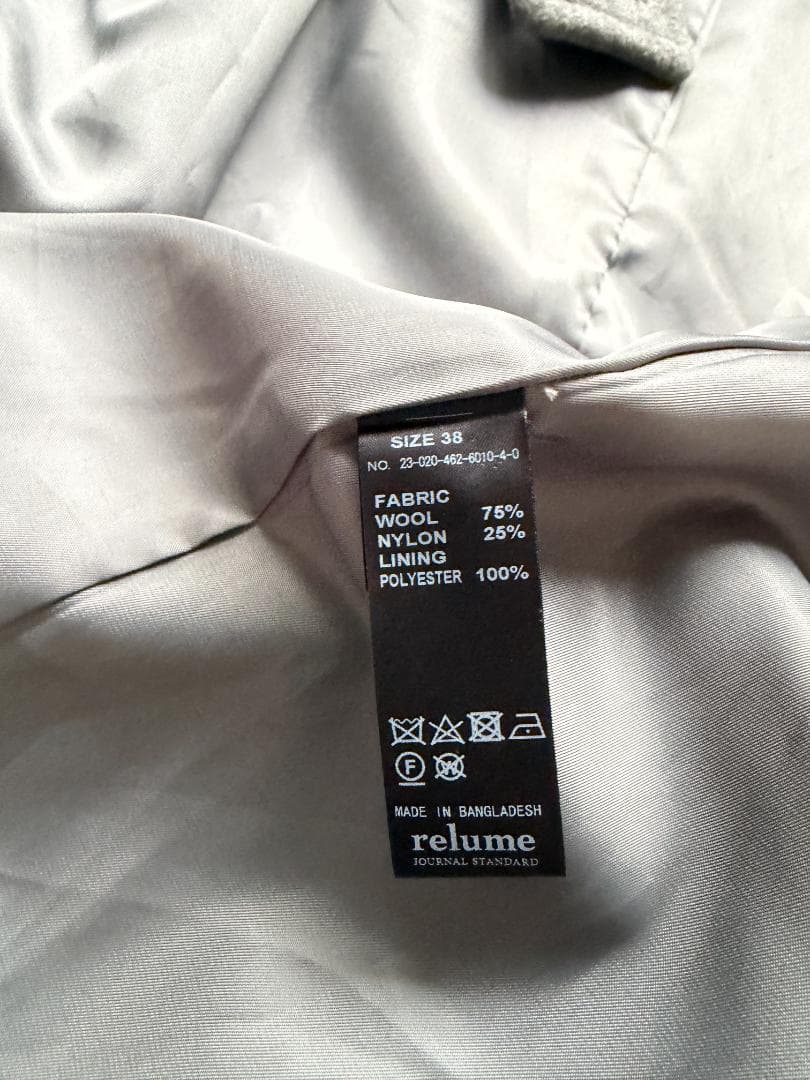 SIZE 38
NO. 23-020-462-6010-4-0
FABRIC
WOOL 75%
NYLON 25%
LINING
POLYESTER 100%
F W
MADE IN BANGLADESH
relume
JOURNAL STANDARD